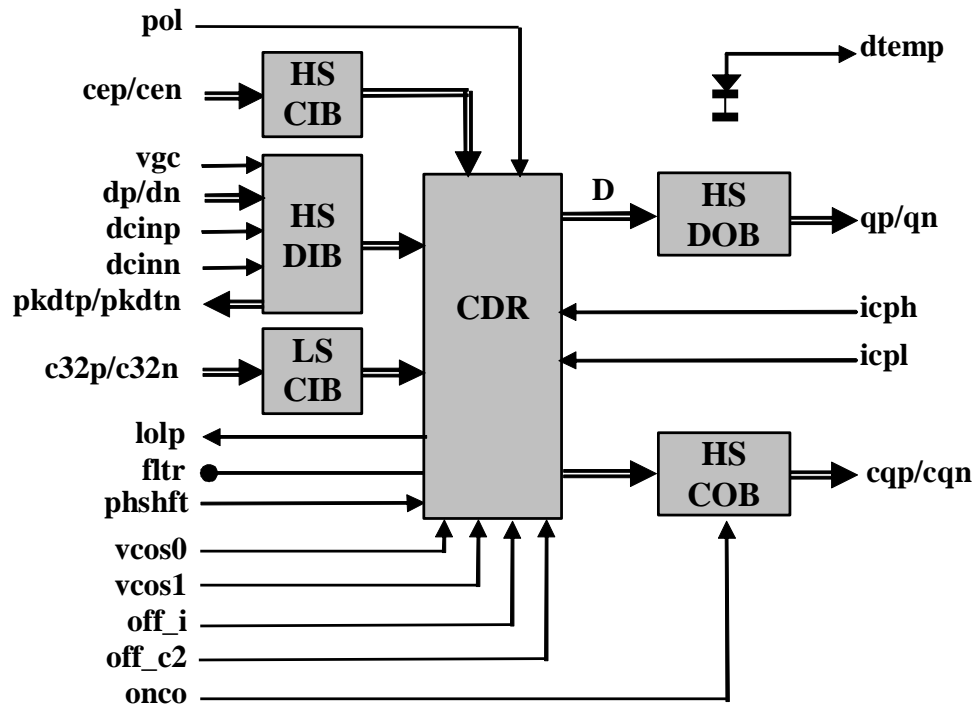 pol
dtemp
cep/cen
HS
CIB
vgc
dp/dn
dcinp
dcinn
pkdtp/pkdtn
HS
DIB
c32p/c32n
LS
CIB
lolp
fltr
phshft
vcos0
vcos1
off_i
off_c2
onco
CDR
D
HS
DOB
qp/qn
icph
icpl
HS
COB
cqp/cqn